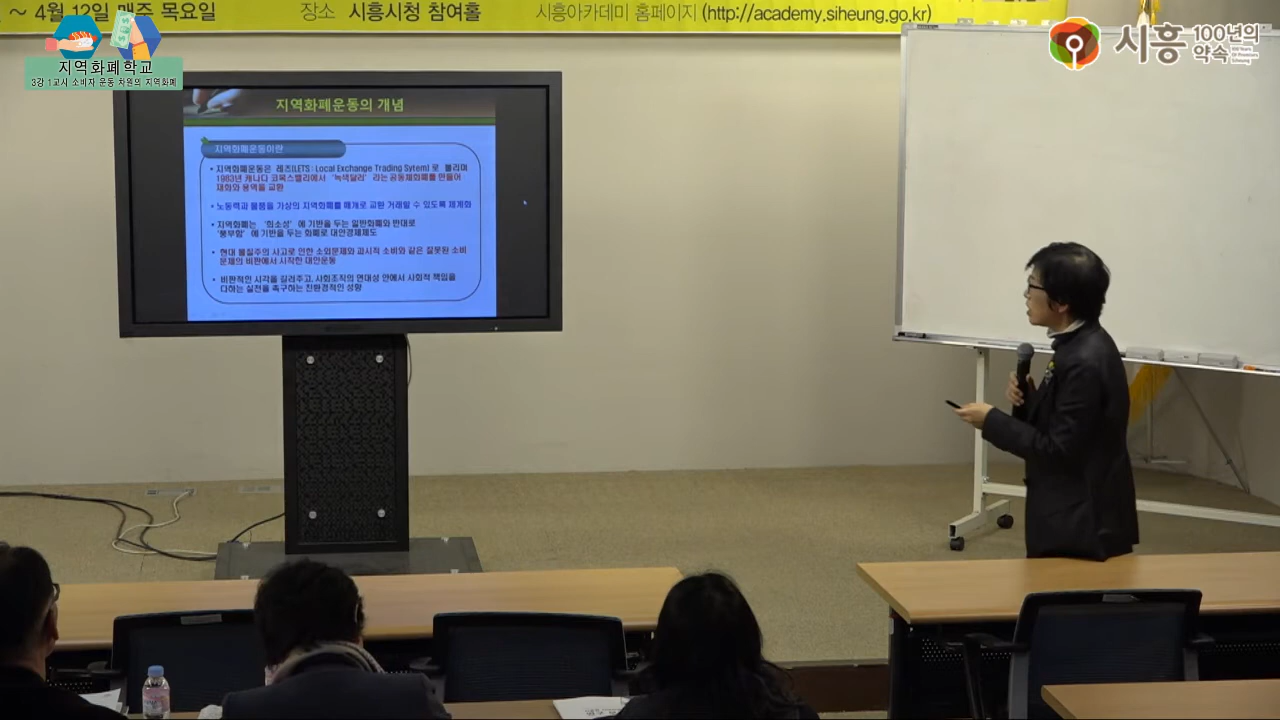 ~ 4월 12일 매주 목요일 장소 시흥시청 참여홀 시흥아카데미 홈페이지 (http://academy.siheung.go.kr)
지역화폐학교
3강 1교시 소비자 운동 차원의 지역화폐
시흥 100년의 약속
지역화폐운동의 개념
지역화폐운동이란
• 지역화폐운동은 레츠(LETS : Local Exchange Trading Sytem) 로 불리며
1983년 캐나다 코목스밸리에서 '녹색달러' 라는 공동체화폐를 만들어
재화와 용역을 교환
• 노동력과 물품을 가상의 지역화폐를 매개로 교환 거래될 수 있도록 체계화
• 지역화폐는 '희소성' 에 기반을 두는 일반화폐와 반대로
'풍부함' 에 기반을 두는 화폐로 대안경제제도
• 현대 물질주의 사고로 인한 소외문제와 과시적 소비와 같은 잘못된 소비
문제의 비판에서 시작한 대안운동
• 비판적인 시각을 길러주고, 사회조직의 연대성 안에서 사회적 책임을
다하는 실천을 촉구하는 친환경적인 성향